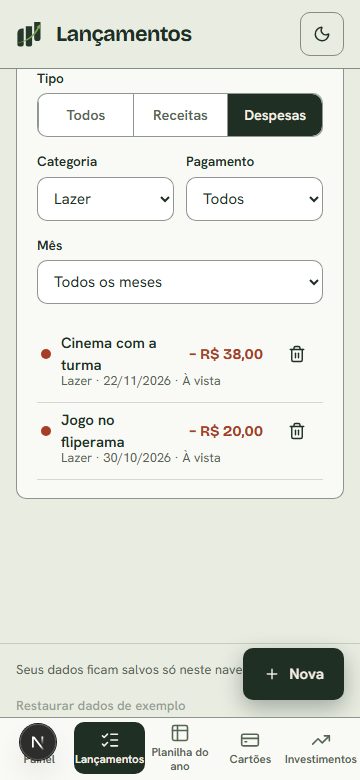 Lançamentos
Tipo
Todos Receitas Despesas
Categoria Pagamento
Lazer Todos
Mês
Todos os meses
Cinema com a
turma
− R$ 38,00
Lazer · 22/11/2026 · À vista
Jogo no
fliperama
− R$ 20,00
Lazer · 30/10/2026 · À vista
Seus dados ficam salvos só neste nave
+ Nova
Restaurar dados de exemplo
N
Painel
Lançamentos
Planilha do
ano
Cartões
Investimentos